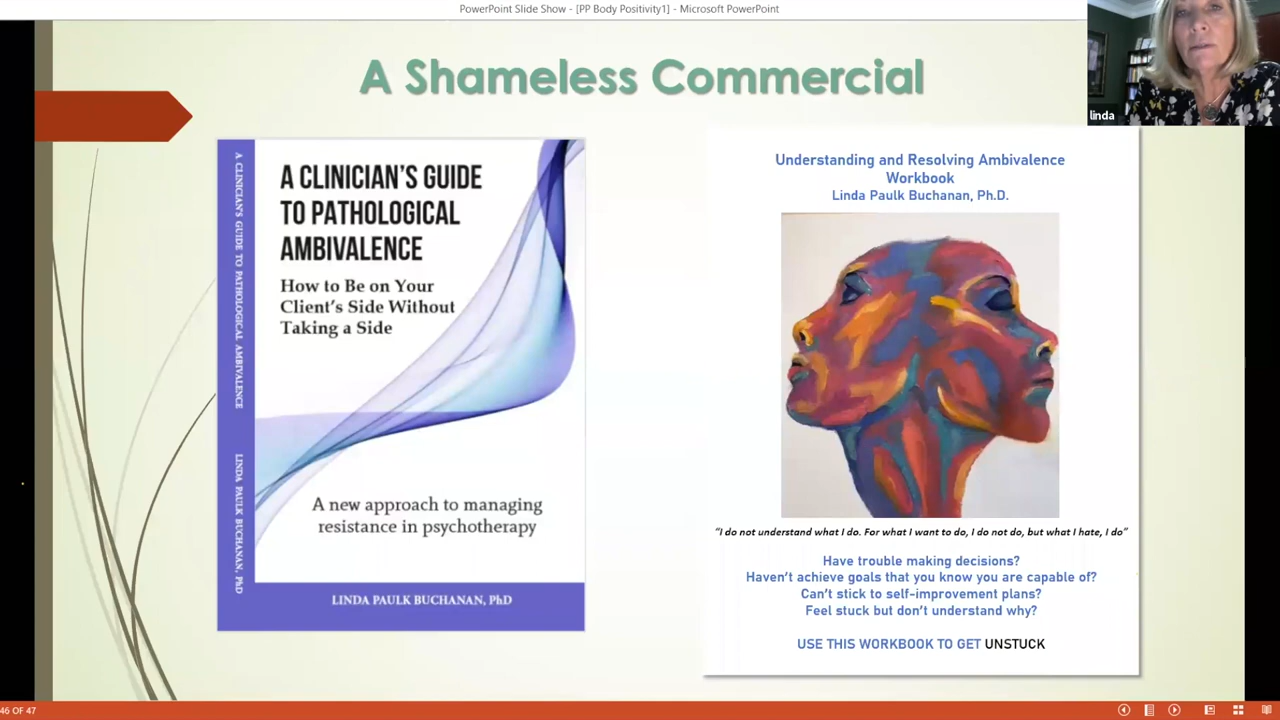 PowerPoint Slide Show - [PP Body Positivity1] - Microsoft PowerPoint
A Shameless Commercial
linda
A CLINICIAN'S GUIDE TO PATHOLOGICAL AMBIVALENCE
LINDA PAULK BUCHANAN, PhD
A CLINICIAN'S GUIDE
TO PATHOLOGICAL
AMBIVALENCE
How to Be on Your
Client's Side Without
Taking a Side
A new approach to managing
resistance in psychotherapy
LINDA PAULK BUCHANAN, PhD
Understanding and Resolving Ambivalence
Workbook
Linda Paulk Buchanan, Ph.D.
"I do not understand what I do. For what I want to do, I do not do, but what I hate, I do"
Have trouble making decisions?
Haven't achieve goals that you know you are capable of?
Can't stick to self-improvement plans?
Feel stuck but don't understand why?
USE THIS WORKBOOK TO GET UNSTUCK
46 OF 47